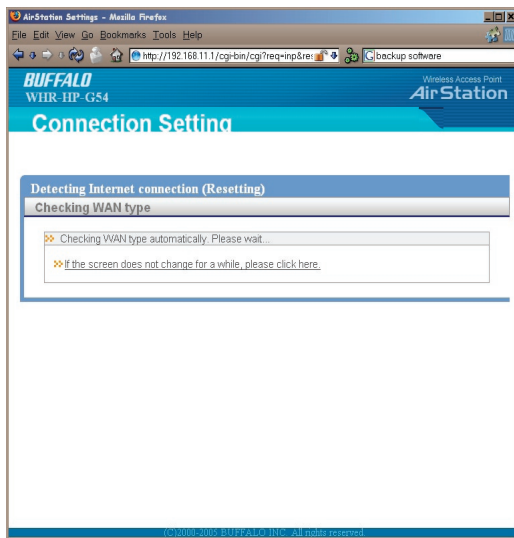 AirStation Settings - Mozilla Firefox
File Edit View Go Bookmarks Tools Help
http://192.168.11.1/cgi-bin/cgi?req=inp&res backup software
BUFFALO
WHR-HP-G54
Wireless Access Point
AirStation
Connection Setting
Detecting Internet connection (Resetting)
Checking WAN type
Checking WAN type automatically. Please wait...
If the screen does not change for a while, please click here.
(C)2000-2005 BUFFALO INC. All rights reserved.